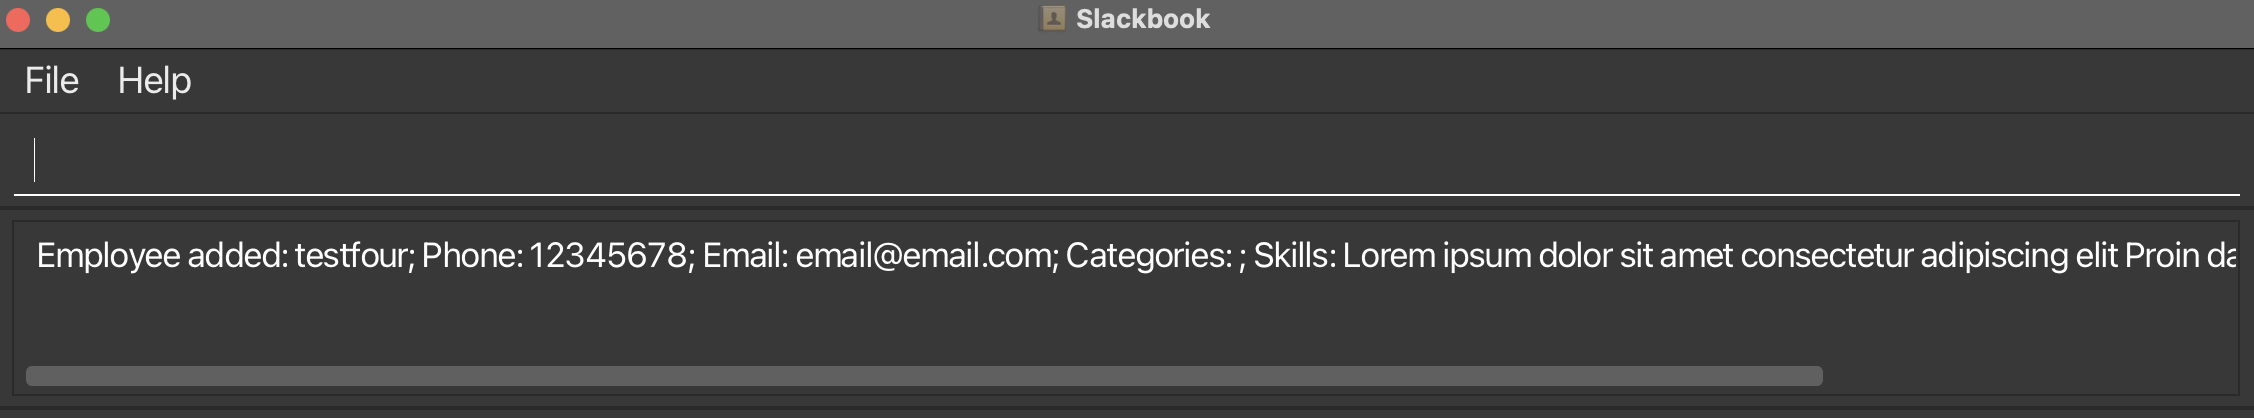 Slackbook
File Help
Employee added: testfour; Phone: 12345678; Email: email@email.com; Categories: ; Skills: Lorem ipsum dolor sit amet consectetur adipiscing elit Proin da